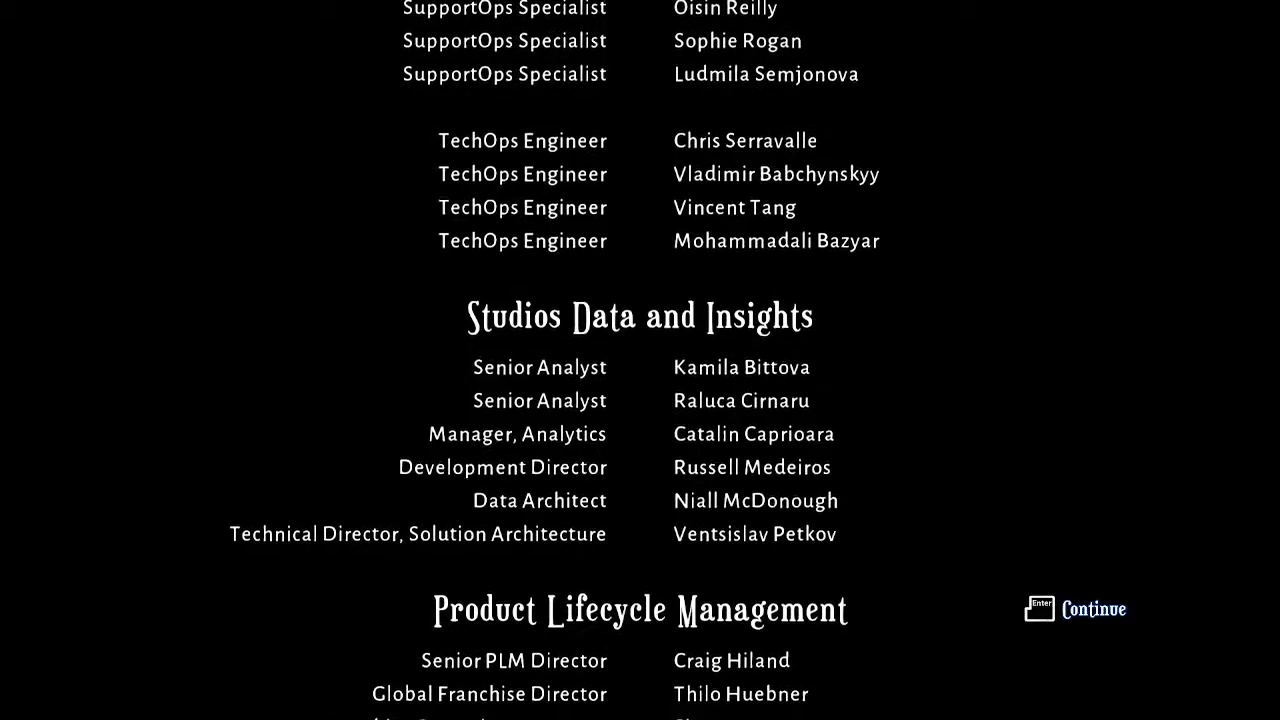 SupportOps Specialist Oisin Reilly
SupportOps Specialist Sophie Rogan
SupportOps Specialist Ludmila Semjonova
TechOps Engineer Chris Serravalle
TechOps Engineer Vladimir Babchynskyy
TechOps Engineer Vincent Tang
TechOps Engineer Mohammadali Bazyar
Studios Data and Insights
Senior Analyst Kamila Bittova
Senior Analyst Raluca Cirnaru
Manager, Analytics Catalin Caprioara
Development Director Russell Medeiros
Data Architect Niall McDonough
Technical Director, Solution Architecture Ventsislav Petkov
Product Lifecycle Management
Enter Continue
Senior PLM Director Craig Hiland
Global Franchise Director Thilo Huebner